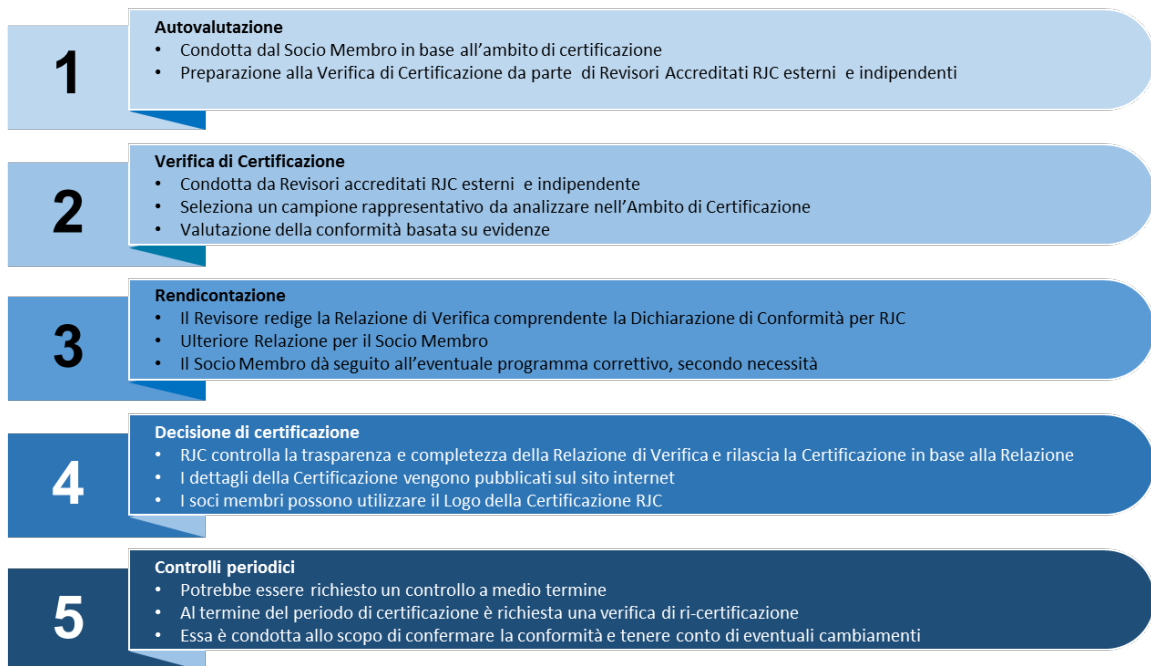 1
Autovalutazione
• Condotta dal Socio Membro in base all'ambito di certificazione
• Preparazione alla Verifica di Certificazione da parte di Revisori Accreditati RJC esterni e indipendenti
2
Verifica di Certificazione
• Condotta da Revisori accreditati RJC esterni e indipendente
• Seleziona un campione rappresentativo da analizzare nell'Ambito di Certificazione
• Valutazione della conformità basata su evidenze
3
Rendicontazione
• Il Revisore redige la Relazione di Verifica comprendente la Dichiarazione di Conformità per RJC
• Ulteriore Relazione per il Socio Membro
• Il Socio Membro dà seguito all'eventuale programma correttivo, secondo necessità
4
Decisione di certificazione
• RJC controlla la trasparenza e completezza della Relazione di Verifica e rilascia la Certificazione in base alla Relazione
• I dettagli della Certificazione vengono pubblicati sul sito internet
• I soci membri possono utilizzare il Logo della Certificazione RJC
5
Controlli periodici
• Potrebbe essere richiesto un controllo a medio termine
• Al termine del periodo di certificazione è richiesta una verifica di ri-certificazione
• Essa è condotta allo scopo di confermare la conformità e tenere conto di eventuali cambiamenti